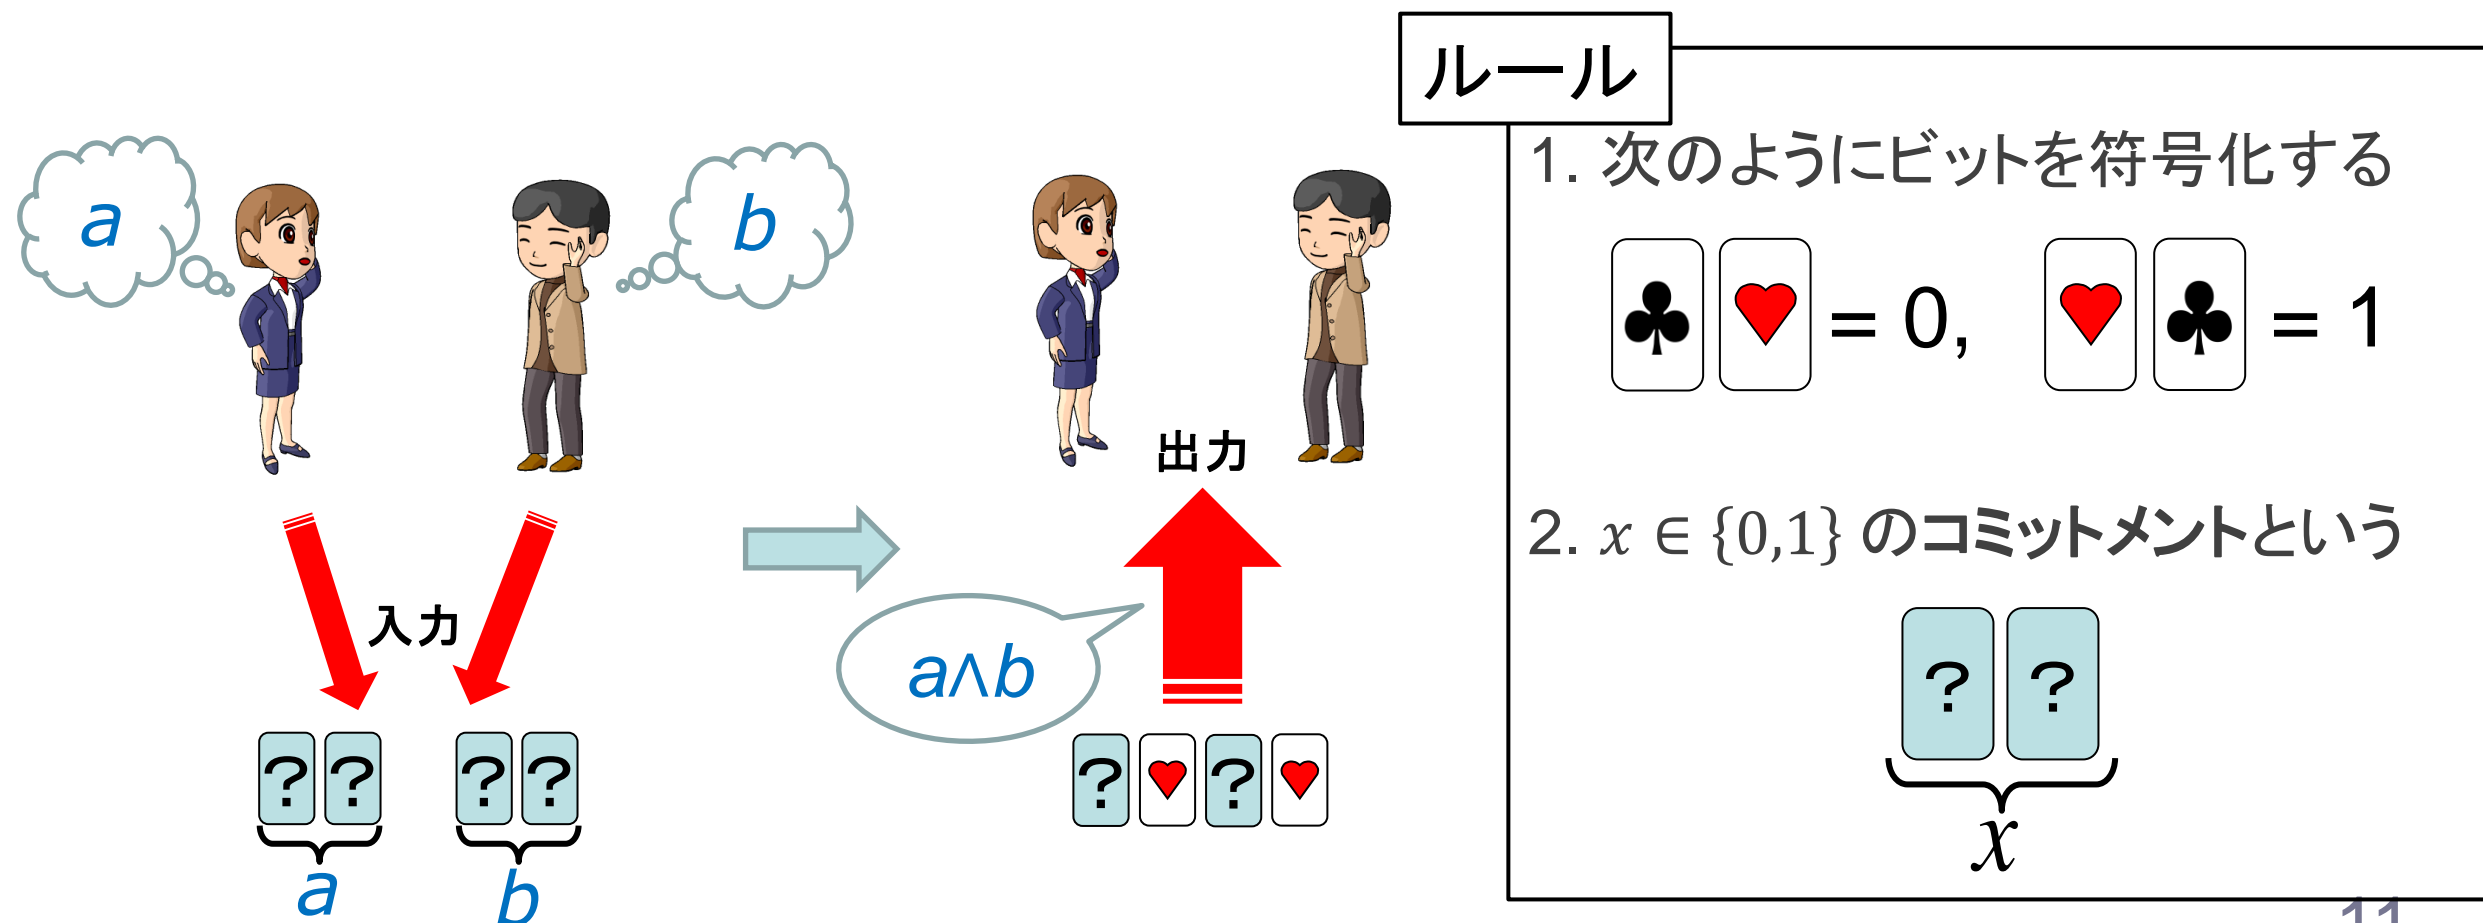 a
b
入力
? ?
? ?
a
b
出力
a∧b
? ?
ルール
1. 次のようにビットを符号化する
= 0, = 1
2. x ∈ {0,1} のコミットメントという
? ?
x
11